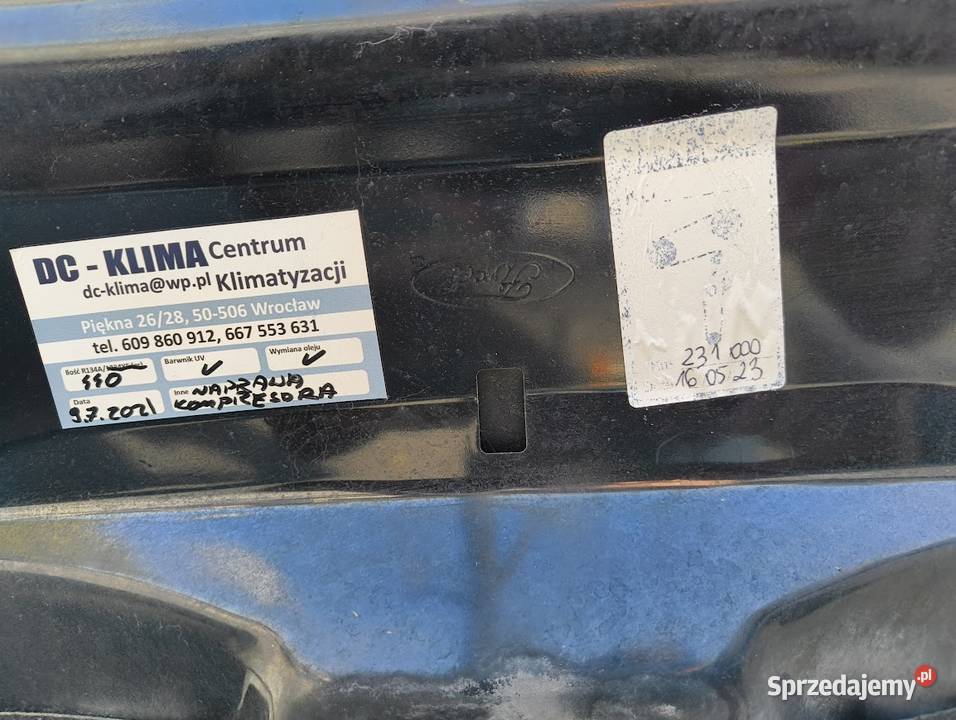 DC - KLIMA Centrum
dc-klima@wp.pl Klimatyzacji
Piękna 26/28, 50-506 Wrocław
tel. 609 860 912, 667 553 631
Ilość R134A/
Barwnik UV
Wymiana oleju
440
Data
9.7.2021
Inne NAPRAWA
KOMPRESORA
Ford
231 000
16 05 23
Sprzedajemy.pl